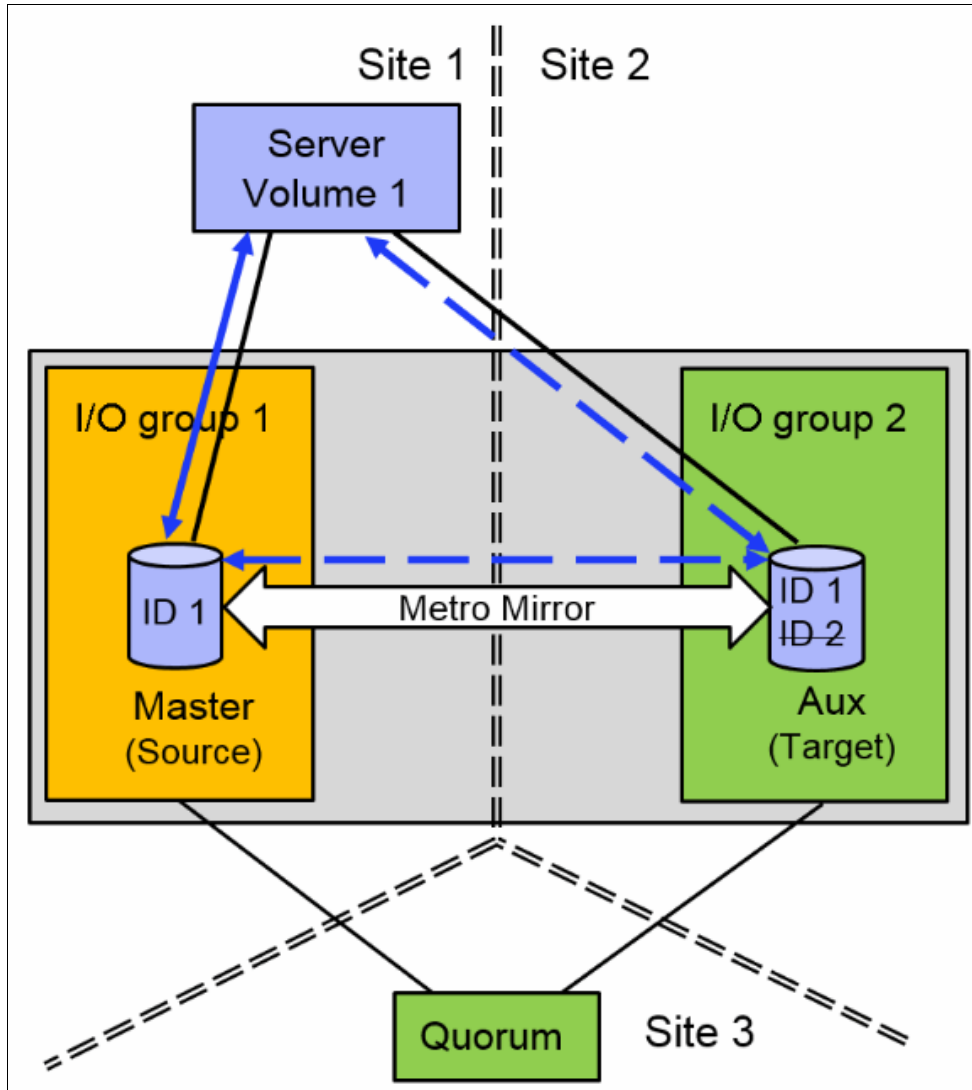 Site 1
Site 2
Server
Volume 1
I/O group 1
I/O group 2
ID 1
Metro Mirror
ID 1
ID 2
Master
(Source)
Aux
(Target)
Quorum
Site 3